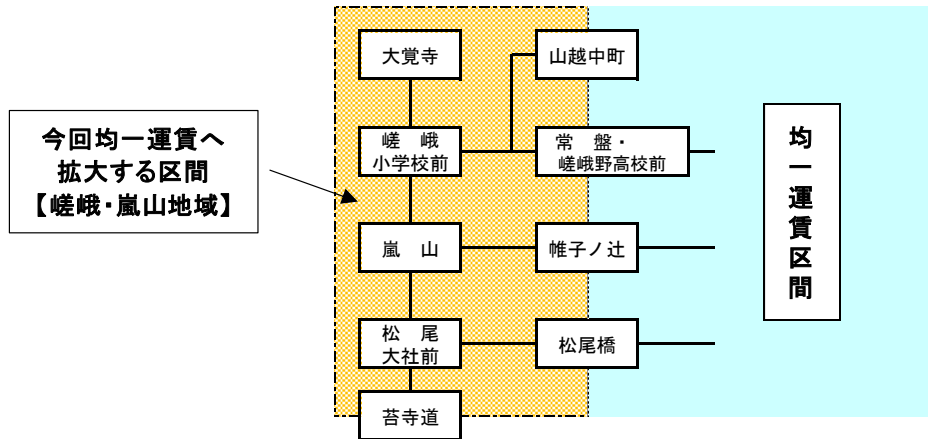 大覚寺
山越中町
今回均一運賃へ
拡大する区間
【嵯峨・嵐山地域】
嵯　峨
小学校前
常　盤・
嵯峨野高校前
均一運賃区間
嵐　山
帷子ノ辻
松　尾
大社前
松尾橋
苔寺道